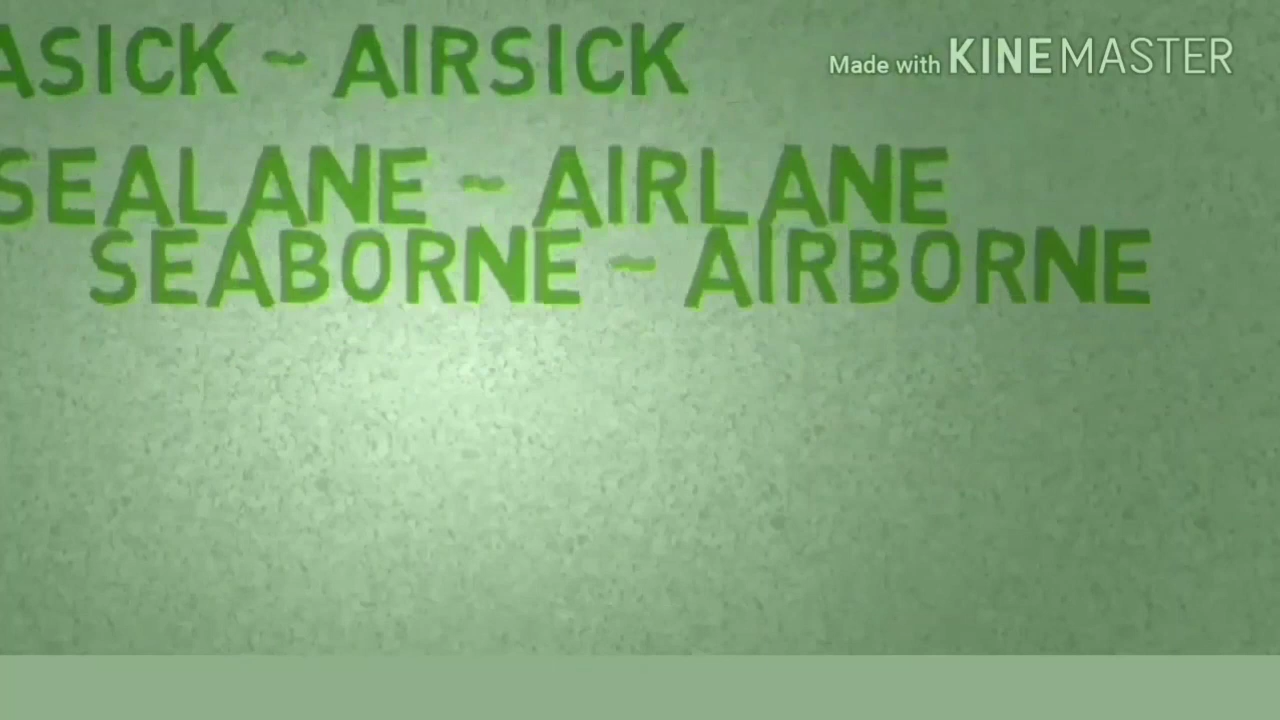 ASICK ~ AIRSICK
Made with KINEMASTER
SEALANE ~ AIRLANE
SEABORNE ~ AIRBORNE